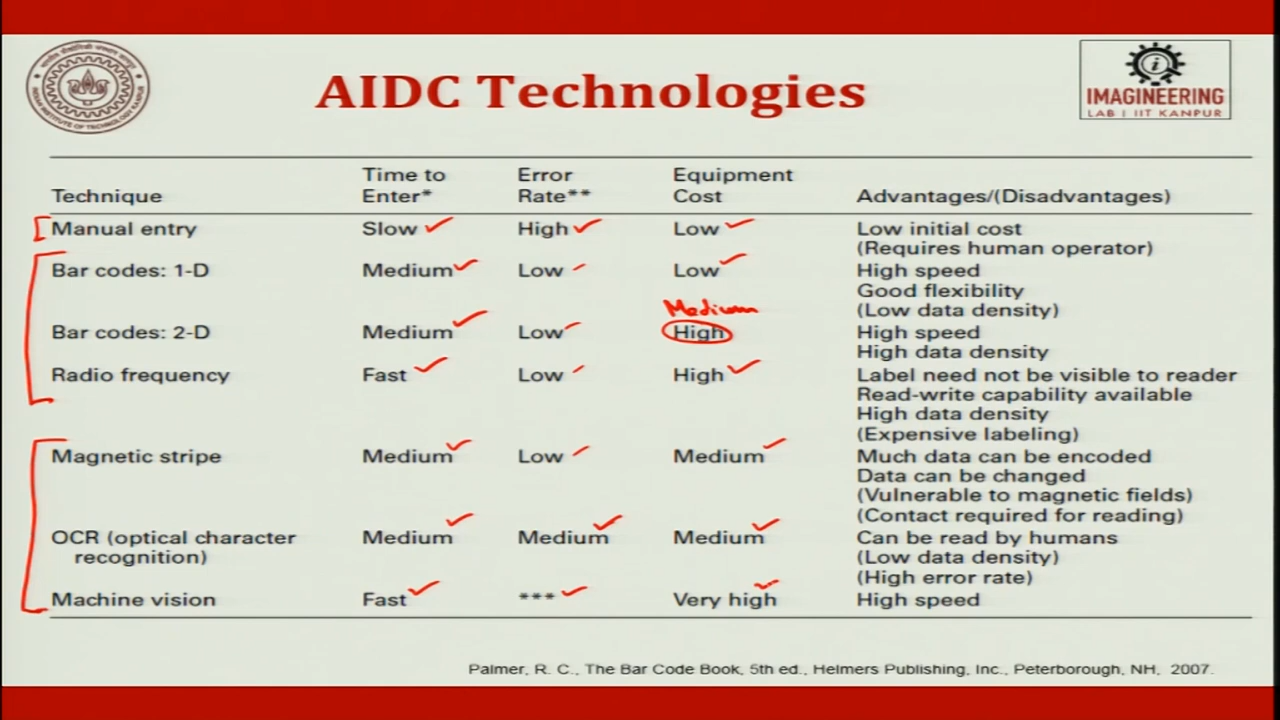 AIDC Technologies
IMAGINEERING
LAB | IIT KANPUR
Technique Time to Enter* Error Rate** Equipment Cost Advantages/(Disadvantages)
Manual entry Slow High Low Low initial cost
(Requires human operator)
Bar codes: 1-D Medium Low Low High speed
Good flexibility
Medium (Low data density)
Bar codes: 2-D Medium Low High High speed
High data density
Radio frequency Fast Low High Label need not be visible to reader
Read-write capability available
High data density
(Expensive labeling)
Magnetic stripe Medium Low Medium Much data can be encoded
Data can be changed
(Vulnerable to magnetic fields)
(Contact required for reading)
OCR (optical character Medium Medium Medium Can be read by humans
recognition) (Low data density)
(High error rate)
Machine vision Fast *** Very high High speed
Palmer, R. C., The Bar Code Book, 5th ed., Helmers Publishing, Inc., Peterborough, NH, 2007.